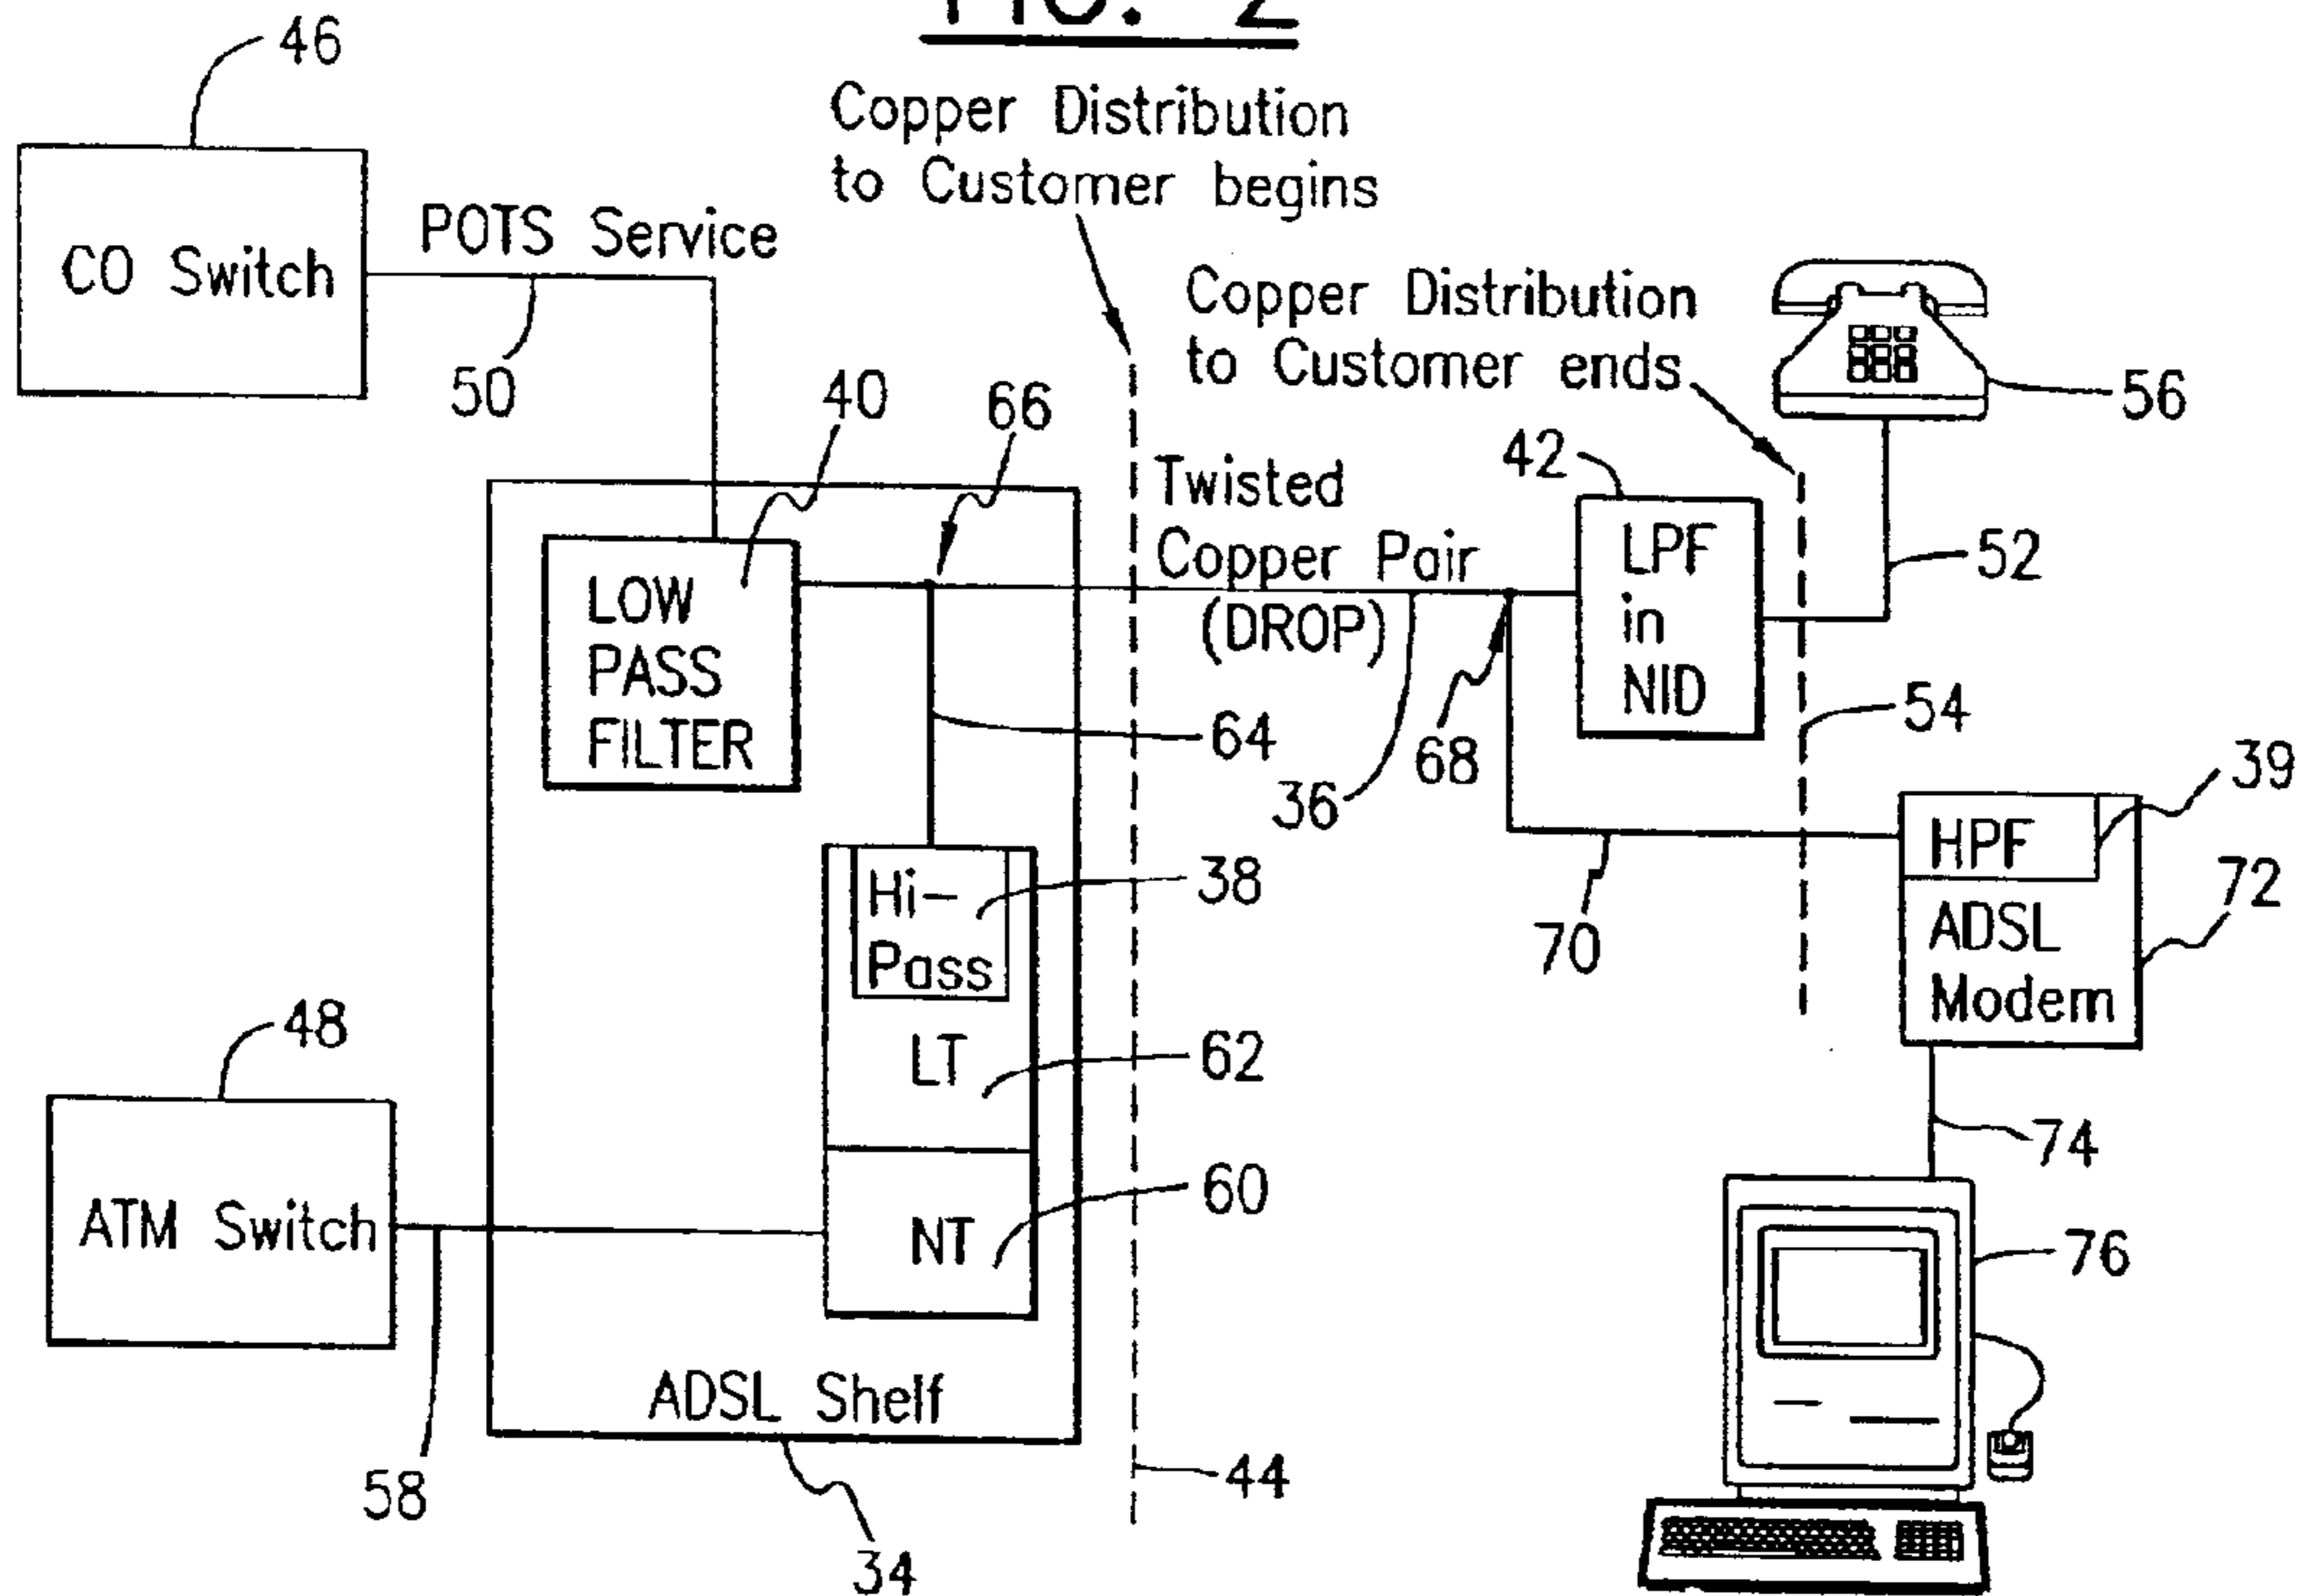 FIG. 2
46
Copper Distribution
to Customer begins
CO Switch
POTS Service
50
Copper Distribution
to Customer ends
56
40
66
42
Twisted
Copper Pair
(DROP)
LPF
in
NID
52
LOW
PASS
FILTER
64
36
68
54
39
HPF
72
ADSL
Modem
70
Hi-
Pass
38
48
LT
62
74
ATM Switch
NT
60
76
ADSL Shelf
58
44
34